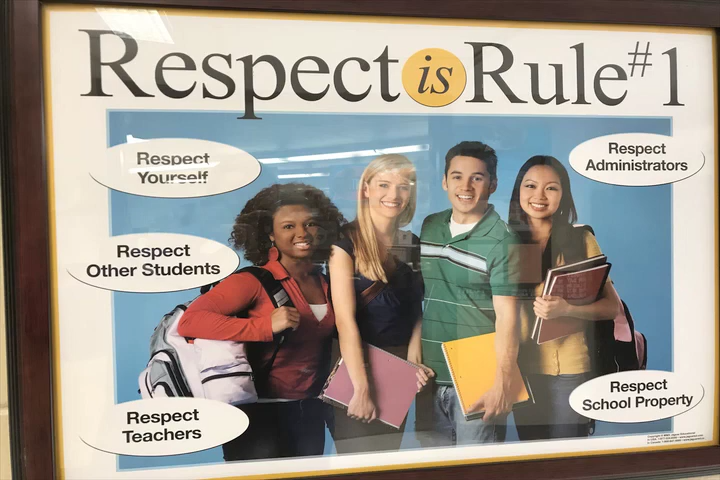 Respect is Rule #1
Respect
Yourself
Respect
Administrators
Respect
Other Students
Respect
Teachers
Respect
School Property